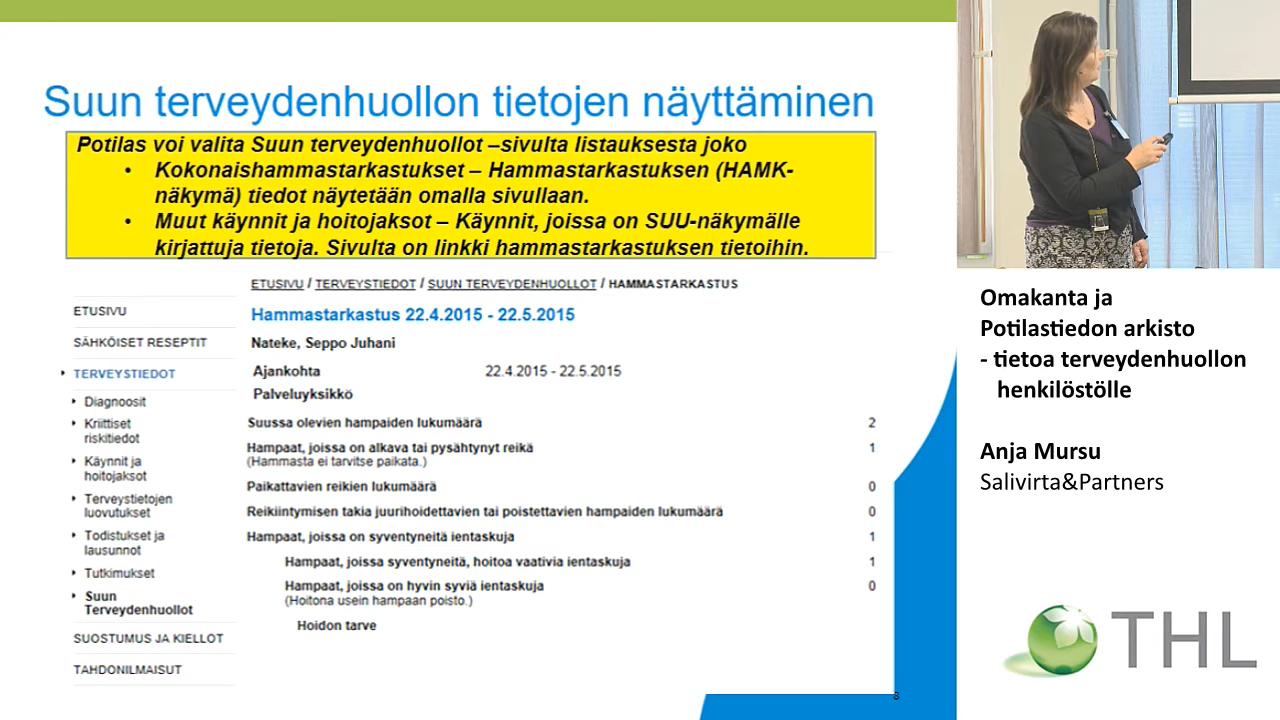 Suun terveydenhuollon tietojen näyttäminen
Potilas voi valita Suun terveydenhuollot –sivulta listauksesta joko
• Kokonaishammastarkastukset – Hammastarkastuksen (HAMK-
näkymä) tiedot näytetään omalla sivullaan.
• Muut käynnit ja hoitojaksot – Käynnit, joissa on SUU-näkymälle
kirjattuja tietoja. Sivulta on linkki hammastarkastuksen tietoihin.
ETUSIVU / TERVEYSTIEDOT / SUUN TERVEYDENHUOLLOT / HAMMASTARKASTUS
ETUSIVU
SÄHKÖISET RESEPTIT
TERVEYSTIEDOT
Diagnoosit
Kriittiset
riskitiedot
Käynnit ja
hoitojaksot
Terveystietojen
luovutukset
Todistukset ja
lausunnot
Tutkimukset
Suun
Terveydenhuollot
SUOSTUMUS JA KIELLOT
TAHDONILMAISUT
Hammastarkastus 22.4.2015 - 22.5.2015
Nateke, Seppo Juhani
Ajankohta 22.4.2015 - 22.5.2015
Palveluyksikkö
Suussa olevien hampaiden lukumäärä 2
Hampaat, joissa on alkava tai pysähtynyt reikä 1
(Hammasta ei tarvitse paikata.)
Paikattavien reikien lukumäärä 0
Reikiintymisen takia juurihoidettavien tai poistettavien hampaiden lukumäärä 0
Hampaat, joissa on syventyneitä ientaskuja 1
Hampaat, joissa syventyneitä, hoitoa vaativia ientaskuja 1
Hampaat, joissa on hyvin syviä ientaskuja 0
(Hoitona usein hampaan poisto.)
Hoidon tarve
8
Omakanta ja
Potilastiedon arkisto
- tietoa terveydenhuollon
henkilöstölle
Anja Mursu
Salivirta&Partners
THL